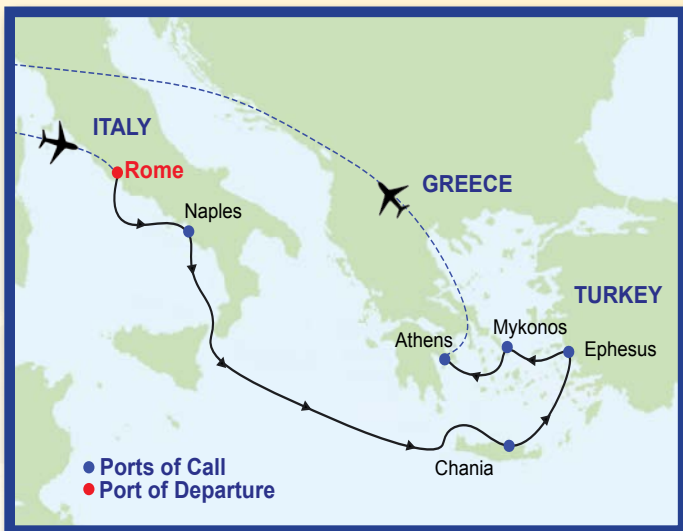 ITALY
Rome
Naples
GREECE
TURKEY
Mykonos
Athens
Ephesus
Chania
Ports of Call
Port of Departure